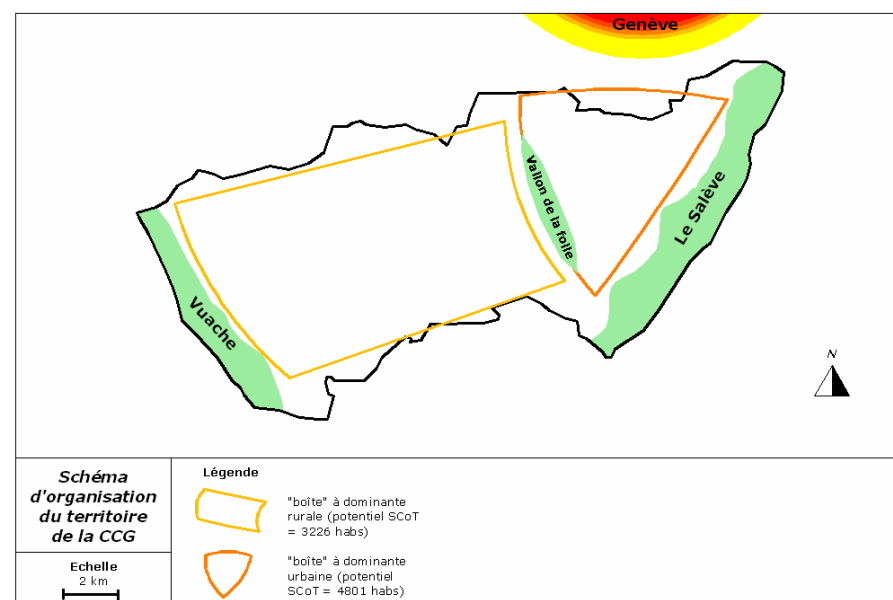 Genève
Vallon de la folle
Le Salève
Vuache
N
Schéma
d'organisation
du territoire
de la CCG
Echelle
2 km
Légende
"boîte" à dominante
rurale (potentiel SCoT
= 3226 habs)
"boîte" à dominante
urbaine (potentiel
SCoT = 4801 habs)